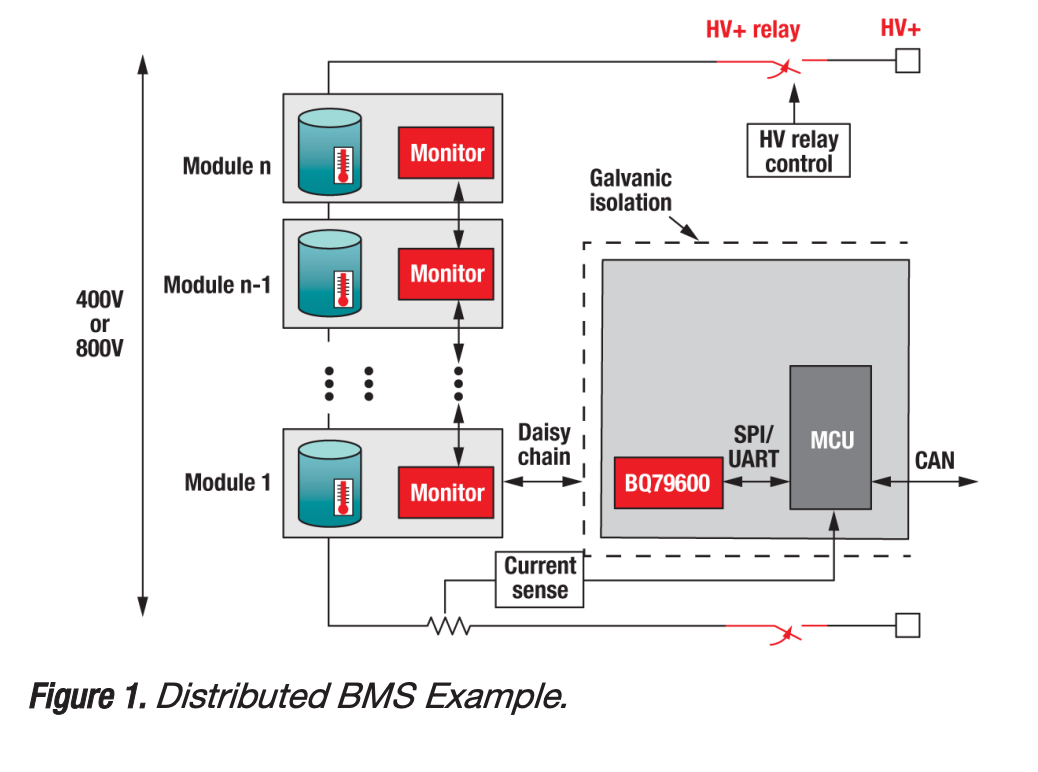 HV+ relay
HV+
HV relay
control
Module n
Monitor
Galvanic
isolation
Module n-1
Monitor
400V
or
800V
Daisy
chain
SPI/
UART
MCU
CAN
Module 1
Monitor
BQ79600
Current
sense
Figure 1. Distributed BMS Example.